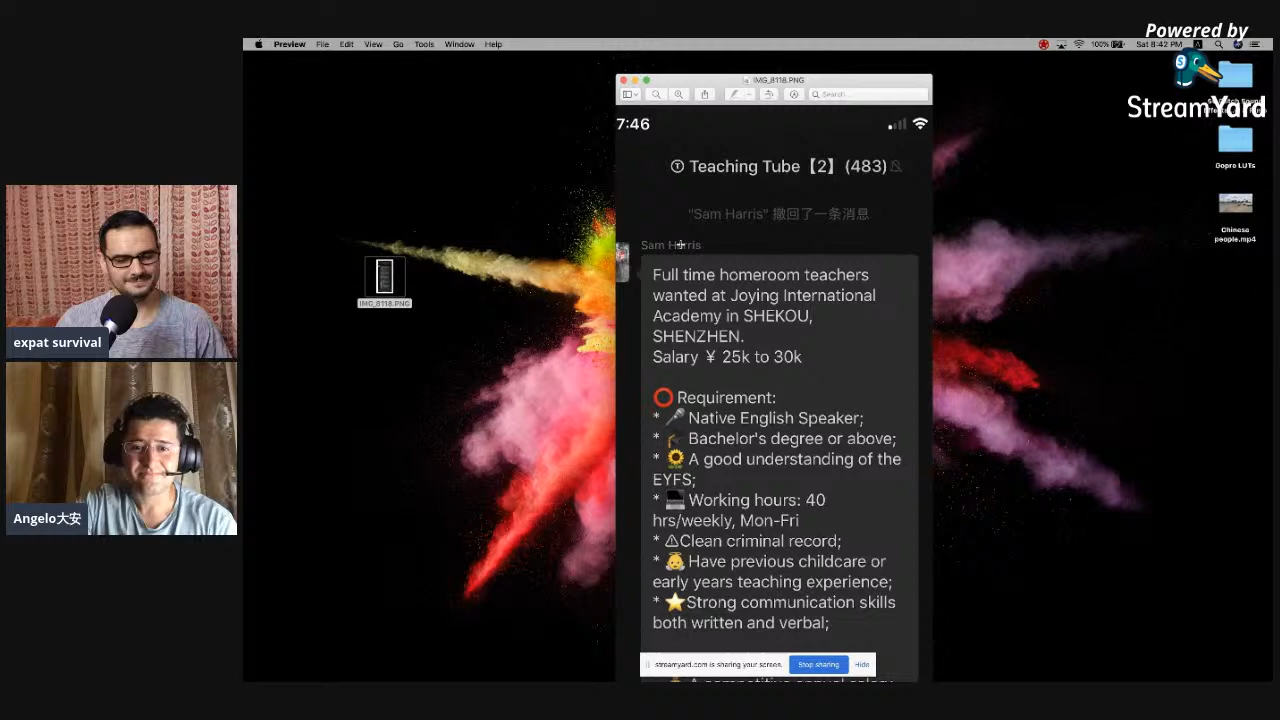 Powered by
StreamYard
Preview File Edit View Go Tools Window Help
100%
Sat 8:42 PM
IMG_8118.PNG
Search
7:46
Teaching Tube【2】(483)
"Sam Harris" 撤回了一条消息
Sam Harris
Full time homeroom teachers
wanted at Joying International
Academy in SHEKOU,
SHENZHEN.
Salary ¥ 25k to 30k
Requirement:
* Native English Speaker;
* Bachelor's degree or above;
* A good understanding of the
EYFS;
* Working hours: 40
hrs/weekly, Mon-Fri
* Clean criminal record;
* Have previous childcare or
early years teaching experience;
* Strong communication skills
both written and verbal;
streamyard.com is sharing your screen.
Stop sharing
Hide
IMG_8118.PNG
Gopro LUTs
Chinese
people.mp4
expat survival
Angelo大安